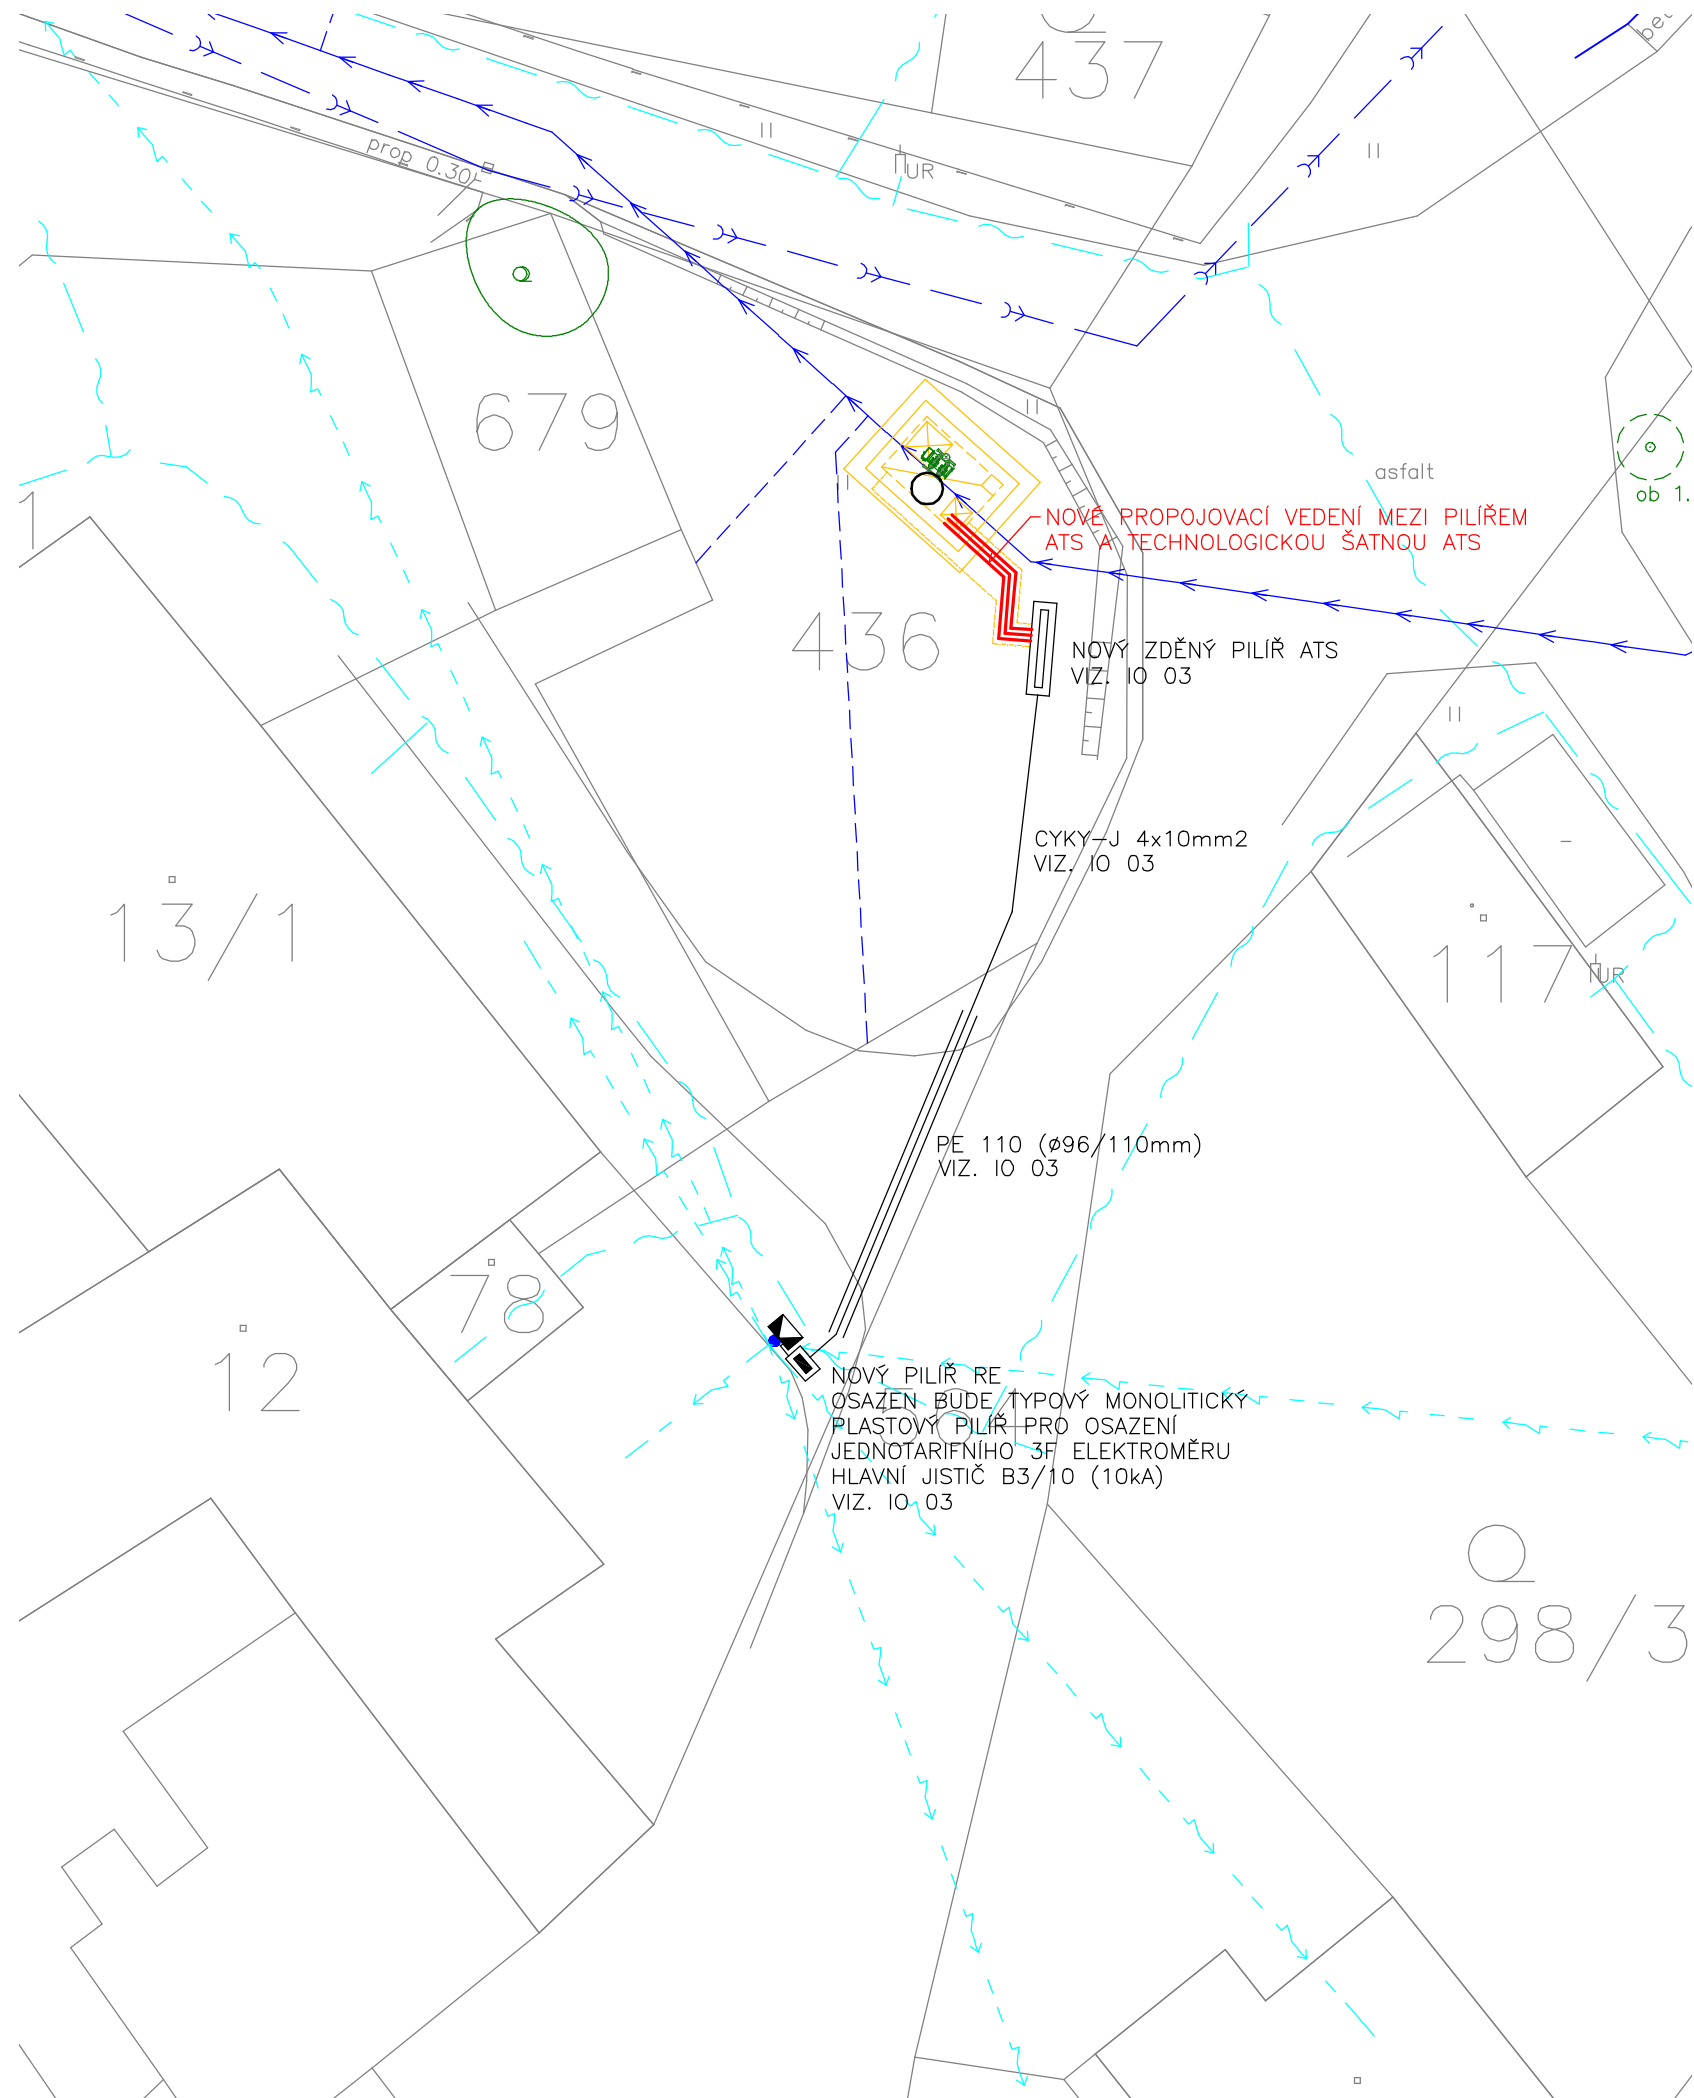 437
be
prop 0.30
UR
679
asfalt
ob 1.
1
NOVÉ PROPOJOVACÍ VEDENÍ MEZI PILÍŘEM
ATS A TECHNOLOGICKOU ŠATNOU ATS
436
NOVÝ ZDĚNÝ PILÍŘ ATS
VIZ. IO 03
CYKY-J 4x10mm2
VIZ. IO 03
13/1
117
UR
PE 110 (ø96/110mm)
VIZ. IO 03
78
12
NOVÝ PILÍŘ RE
OSAZEN BUDE TYPOVÝ MONOLITICKÝ
PLASTOVÝ PILÍŘ PRO OSAZENÍ
JEDNOTARIFNÍHO 3F ELEKTROMĚRU
HLAVNÍ JISTIČ B3/10 (10kA)
VIZ. IO 03
561
298/3